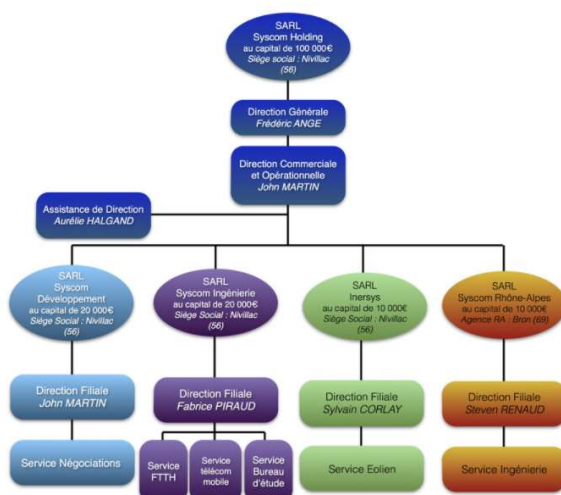 SARL
Syscom Holding
au capital de 100 000€
Siège social : Nivillac
(56)
Direction Générale
Frédéric ANGE
Direction Commerciale
et Opérationnelle
John MARTIN
Assistance de Direction
Aurélie HALGAND
SARL
Syscom
Développement
au capital de 20 000€
Siège Social : Nivillac
(56)
SARL
Syscom Ingénierie
au capital de 20 000€
Siège Social : Nivillac
(56)
SARL
Inersys
au capital de 10 000€
Siège Social : Nivillac
(56)
SARL
Syscom Rhône-Alpes
au capital de 10 000€
Agence RA : Bron (69)
Direction Filiale
John MARTIN
Direction Filiale
Fabrice PIRAUD
Direction Filiale
Sylvain CORLAY
Direction Filiale
Steven RENAUD
Service Négociations
Service
FTTH
Service
télécom
mobile
Service
Bureau
d'étude
Service Eolien
Service Ingénierie